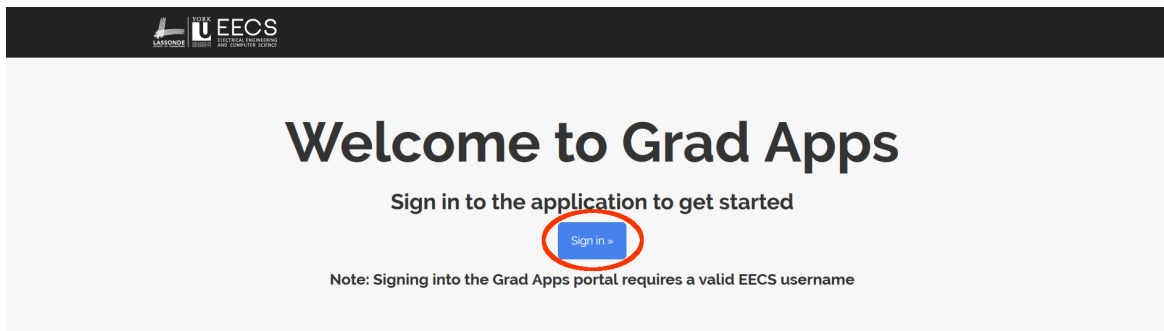 LASSONDE
YORK
U
EECS
ELECTRICAL ENGINEERING
AND COMPUTER SCIENCE
Welcome to Grad Apps
Sign in to the application to get started
Sign in »
Note: Signing into the Grad Apps portal requires a valid EECS username